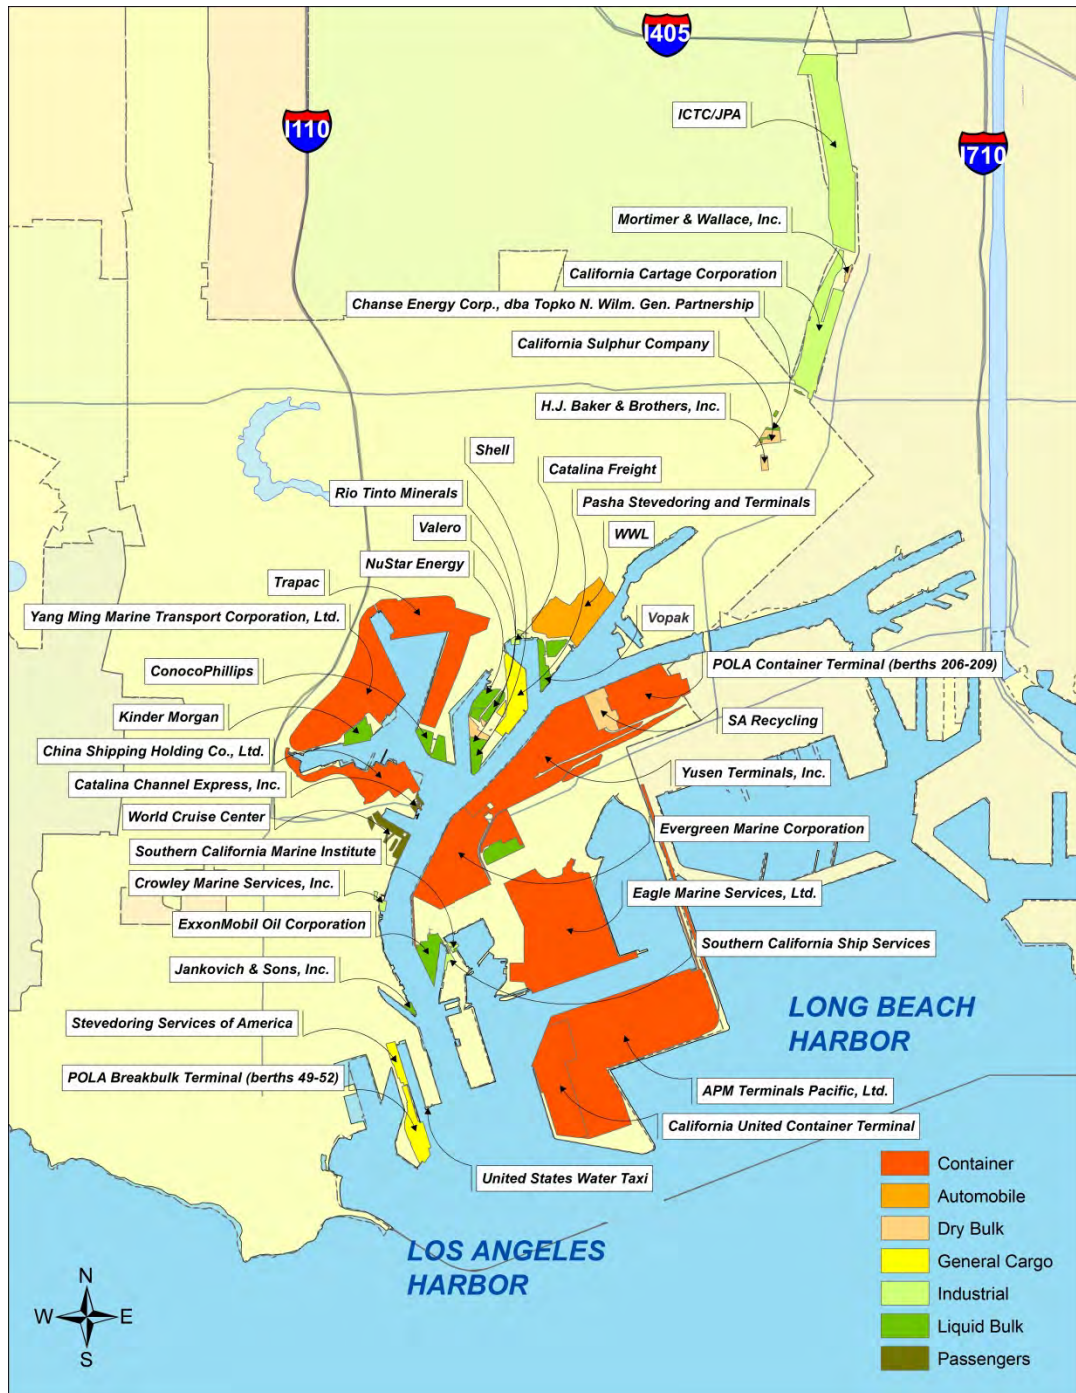 I405
I110
ICTC/JPA
I710
Mortimer & Wallace, Inc.
California Cartage Corporation
Chanse Energy Corp., dba Topko N. Wilm. Gen. Partnership
California Sulphur Company
H.J. Baker & Brothers, Inc.
Shell
Catalina Freight
Rio Tinto Minerals
Pasha Stevedoring and Terminals
Valero
WWL
NuStar Energy
Trapac
Yang Ming Marine Transport Corporation, Ltd.
Vopak
ConocoPhillips
POLA Container Terminal (berths 206-209)
Kinder Morgan
SA Recycling
China Shipping Holding Co., Ltd.
Yusen Terminals, Inc.
Catalina Channel Express, Inc.
World Cruise Center
Evergreen Marine Corporation
Southern California Marine Institute
Crowley Marine Services, Inc.
Eagle Marine Services, Ltd.
ExxonMobil Oil Corporation
Southern California Ship Services
Jankovich & Sons, Inc.
LONG BEACH
HARBOR
Stevedoring Services of America
POLA Breakbulk Terminal (berths 49-52)
APM Terminals Pacific, Ltd.
California United Container Terminal
United States Water Taxi
LOS ANGELES
HARBOR
Container
Automobile
Dry Bulk
General Cargo
Industrial
Liquid Bulk
Passengers
N
W E
S